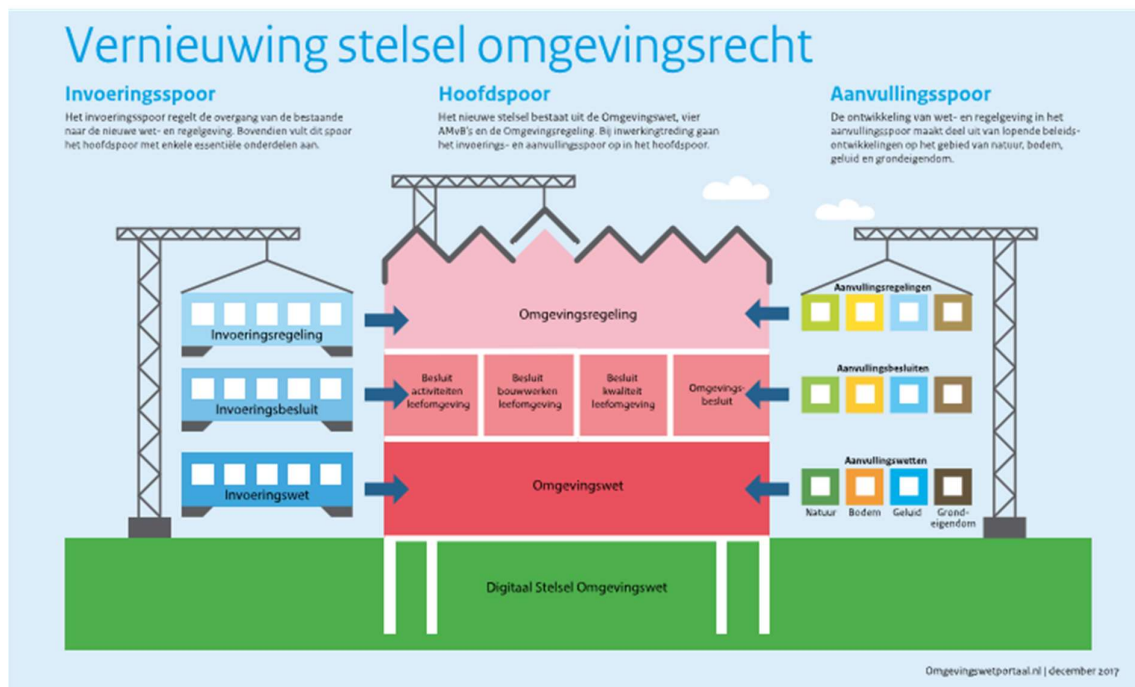 Vernieuwing stelsel omgevingsrecht
Invoeringsspoor
Het invoeringsspoor regelt de overgang van de bestaande
naar de nieuwe wet- en regelgeving. Bovendien vult dit spoor
het hoofdspoor met enkele essentiële onderdelen aan.
Hoofdspoor
Het nieuwe stelsel bestaat uit de Omgevingswet, vier
AMvB's en de Omgevingsregeling. Bij inwerkingtreding gaan
het invoerings- en aanvullingsspoor op in het hoofdspoor.
Aanvullingsspoor
De ontwikkeling van wet- en regelgeving in het
aanvullingsspoor maakt deel uit van lopende beleids-
ontwikkelingen op het gebied van natuur, bodem,
geluid en grondeigendom.
Invoeringsregeling
Omgevingsregeling
Aanvullingsregelingen
Invoeringsbesluit
Besluit
activiteiten
leefomgeving
Besluit
bouwwerken
leefomgeving
Besluit
kwaliteit
leefomgeving
Omgevings-
besluit
Aanvullingsbesluiten
Invoeringswet
Omgevingswet
Aanvullingswetten
Natuur
Bodem
Geluid
Grond-
eigendom
Digitaal Stelsel Omgevingswet
Omgevingswetportaal.nl | december 2017